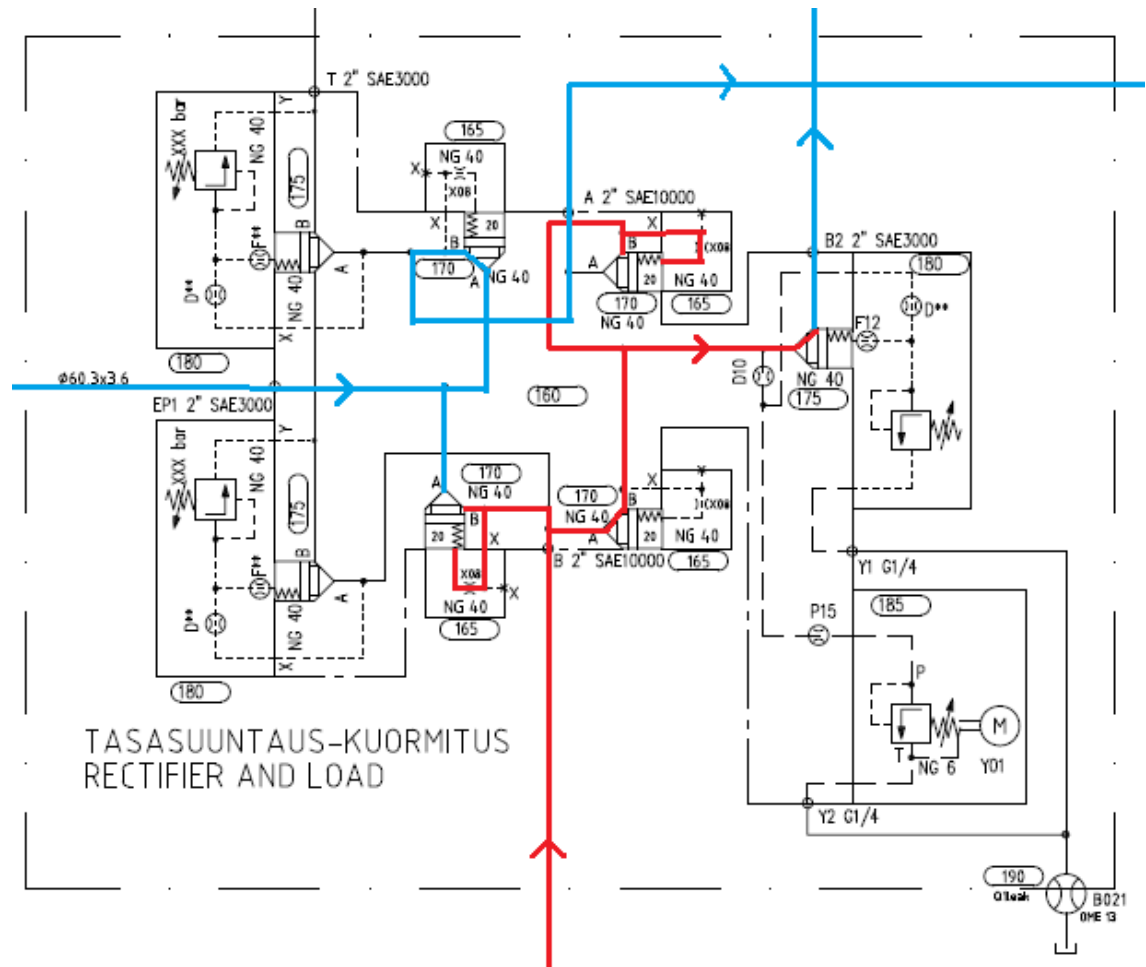 T 2" SAE3000
XXX bar
Y
NG 40
175
165
NG 40
X
X08
X
20
B
F**
B
A
170
A
NG 40
D**
NG 40
X
180
A 2" SAE10000
X
B
(X08
A
20
170
NG 40
NG 40
165
B2 2" SAE3000
180
D**
F12
D10
NG 40
175
ø60.3x3.6
EP1 2" SAE3000
160
XXX bar
Y
NG 40
175
B
F**
A
D**
NG 40
X
180
A
170
NG 40
B
20
X
X08
X
NG 40
165
170
NG 40
X
B
(X08
A
20
NG 40
B 2" SAE10000
165
Y1 G1/4
185
P15
P
M
T
NG 6
Y01
Y2 G1/4
TASASUUNTAUS-KUORMITUS
RECTIFIER AND LOAD
190
B021
OME 13